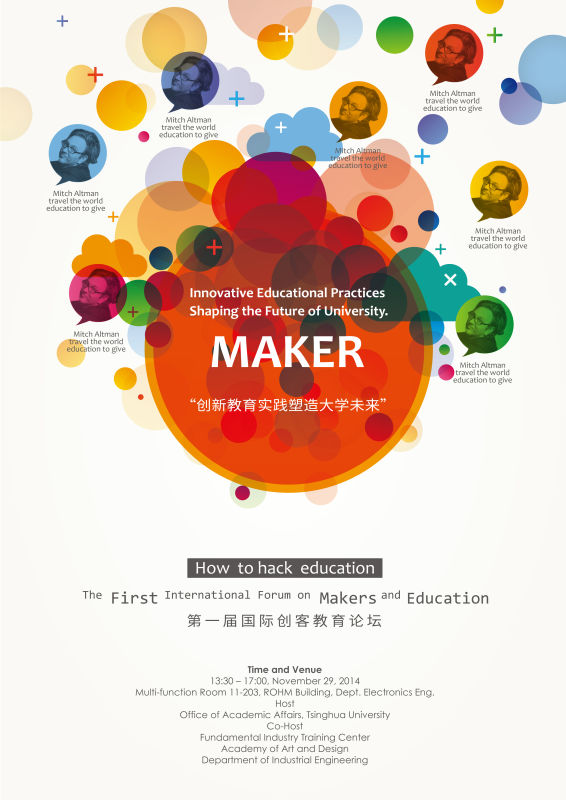 Mitch Altman
travel the world
education to give
Mitch Altman
travel the world
education to give
Mitch Altman
travel the world
education to give
Mitch Altman
travel the world
education to give
Mitch Altman
travel the world
education to give
Mitch Altman
travel the world
education to give
Mitch Altman
travel the world
education to give
Innovative Educational Practices
Shaping the Future of University.
MAKER
“创新教育实践塑造大学未来”
How to hack education
The First International Forum on Makers and Education
第一届国际创客教育论坛
Time and Venue
13:30 – 17:00, November 29, 2014
Multi-function Room 11-203, ROHM Building, Dept. Electronics Eng.
Host
Office of Academic Affairs, Tsinghua University
Co-Host
Fundamental Industry Training Center
Academy of Art and Design
Department of Industrial Engineering